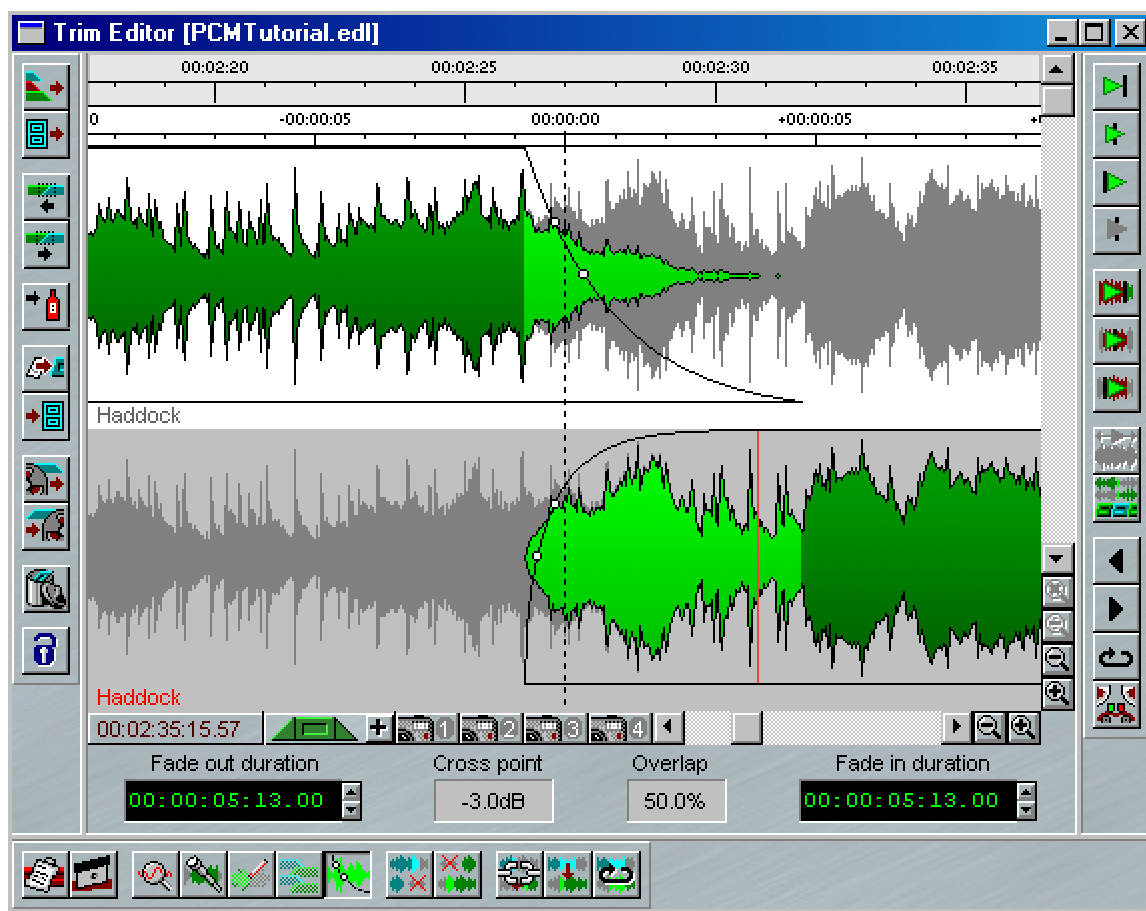 Trim Editor [PCMTutorial.edl]
00:02:20 00:02:25 00:02:30 00:02:35
0 -00:00:05 00:00:00 +00:00:05
Haddock
Haddock
00:02:35:15.57 1 2 3 4
Fade out duration Cross point Overlap Fade in duration
00:00:05:13.00 -3.0dB 50.0% 00:00:05:13.00